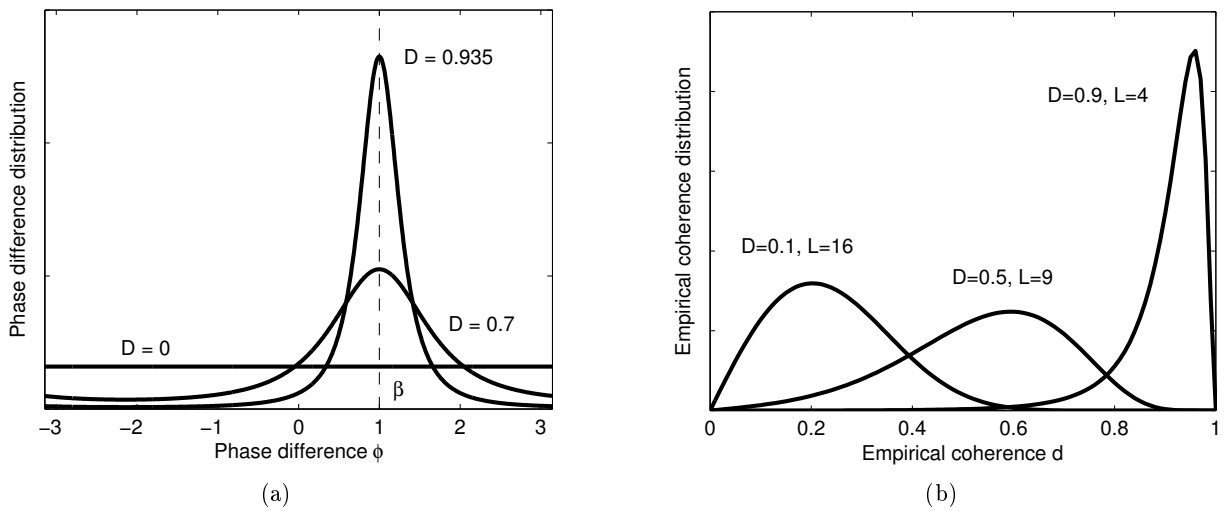 Phase difference distribution
D = 0.935
D = 0.7
D = 0
β
−3 −2 −1 0 1 2 3
Phase difference ϕ
(a)
Empirical coherence distribution
D=0.9, L=4
D=0.1, L=16
D=0.5, L=9
0 0.2 0.4 0.6 0.8 1
Empirical coherence d
(b)